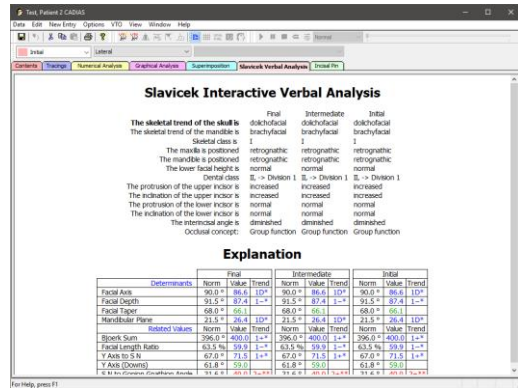 Test, Patient 2 CADIAS
Data Edit New Entry Options VTO View Window Help
Normal
Initial Lateral
Contents Tracings Numerical Analysis Graphical Analysis Superimposition Slavicek Verbal Analysis Incisal Pin
Slavicek Interactive Verbal Analysis
Final Intermediate Initial
The skeletal trend of the skull is dolichofacial dolichofacial dolichofacial
The skeletal trend of the mandible is brachyfacial brachyfacial brachyfacial
Skeletal class is I I I
The maxilla is positioned retrognathic retrognathic retrognathic
The mandible is positioned retrognathic retrognathic retrognathic
The lower facial height is normal normal normal
Dental class II, -> Division 1 II, -> Division 1 II, -> Division 1
The protrusion of the upper incisor is increased increased increased
The inclination of the upper incisor is increased increased increased
The protrusion of the lower incisor is normal normal normal
The inclination of the lower incisor is normal normal normal
The interincisal angle is diminished diminished diminished
Occlusal concept: Group function Group function Group function
Explanation
Final Intermediate Initial
Determinants Norm Value Trend Norm Value Trend Norm Value Trend
Facial Axis 90.0 ° 86.6 1D* 90.0 ° 86.6 1D* 90.0 ° 86.6 1D*
Facial Depth 91.5 ° 87.4 1-* 91.5 ° 87.4 1-* 91.5 ° 87.4 1-*
Facial Taper 68.0 ° 66.1 68.0 ° 66.1 68.0 ° 66.1
Mandibular Plane 21.5 ° 26.4 1D* 21.5 ° 26.4 1D* 21.5 ° 26.4 1D*
Related Values Norm Value Trend Norm Value Trend Norm Value Trend
Bjoerk Sum 396.0 ° 400.0 1+* 396.0 ° 400.0 1+* 396.0 ° 400.0 1+*
Facial Length Ratio 63.5 % 59.9 1-* 63.5 % 59.9 1-* 63.5 % 59.9 1-*
Y Axis to S N 67.0 ° 71.5 1+* 67.0 ° 71.5 1+* 67.0 ° 71.5 1+*
Y Axis (Downs) 61.8 ° 59.0 61.8 ° 59.0 61.8 ° 59.0
For Help, press F1